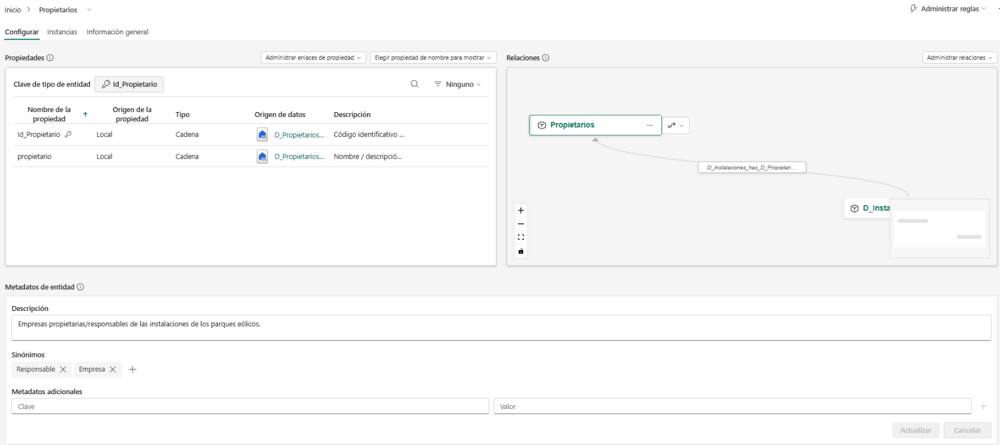 Inicio > Propietarios
Administrar reglas
Configurar Instancias Información general
Propiedades
Administrar enlaces de propiedad
Elegir propiedad de nombre para mostrar
Clave de tipo de entidad Id_Propietario
Ninguno
Nombre de la propiedad Origen de la propiedad Tipo Origen de datos Descripción
Id_Propietario Local Cadena D_Propietarios... Código identificativo ...
propietario Local Cadena D_Propietarios... Nombre / descripció...
Relaciones
Administrar relaciones
Propietarios ...
D_Instalaciones_has_D_Propietari...
D_Insta
Metadatos de entidad
Descripción
Empresas propietarias/responsables de las instalaciones de los parques eólicos.
Sinónimos
Responsable Empresa
Metadatos adicionales
Clave Valor
Actualizar Cancelar